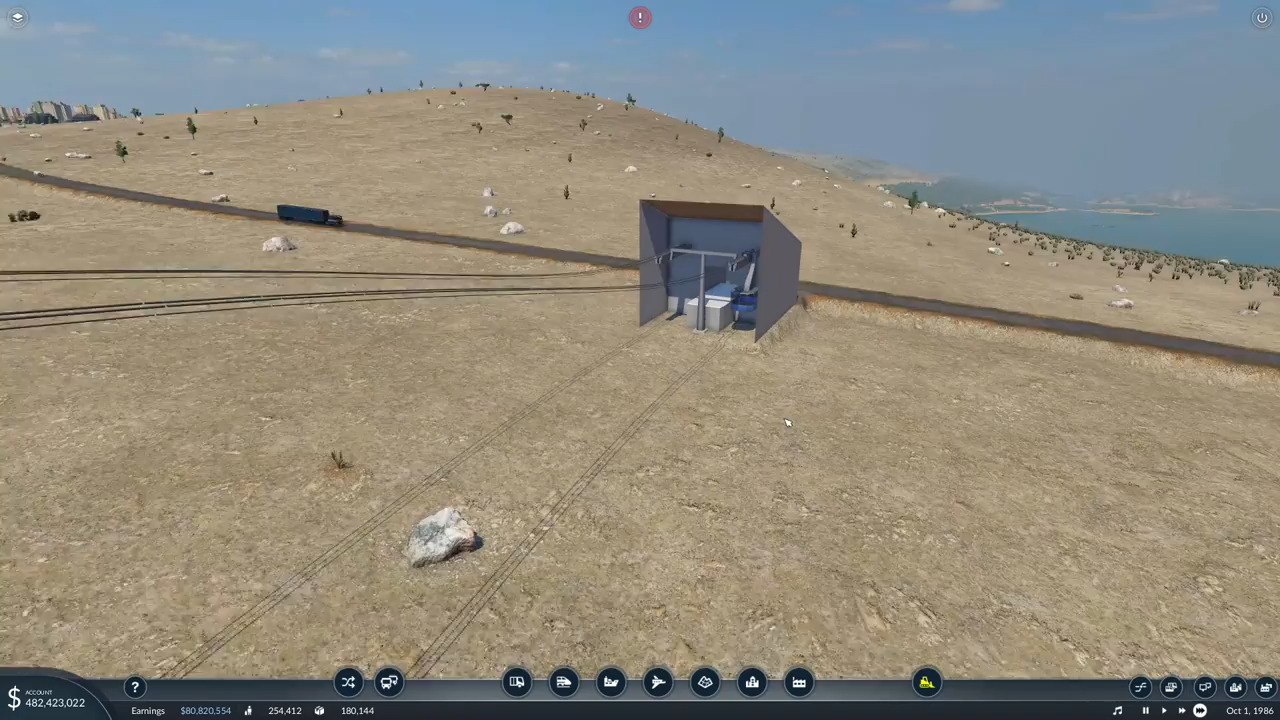 !
?
$ ACCOUNT
482,423,022
Earnings $80,820,554 254,412 180,144
Oct 1, 1986